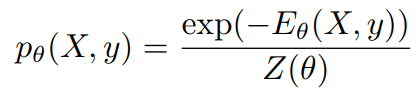 p_θ(X, y) = exp(−E_θ(X, y)) / Z(θ)